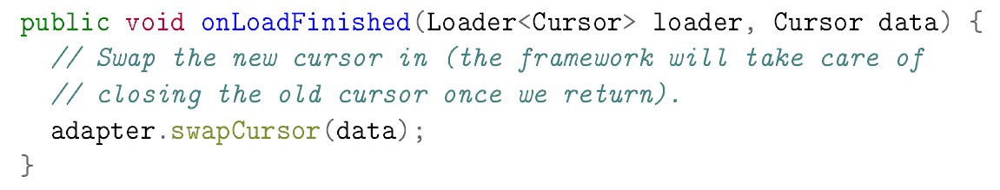 public void onLoadFinished(Loader<Cursor> loader, Cursor data) {
  // Swap the new cursor in (the framework will take care of
  // closing the old cursor once we return).
  adapter.swapCursor(data);
}